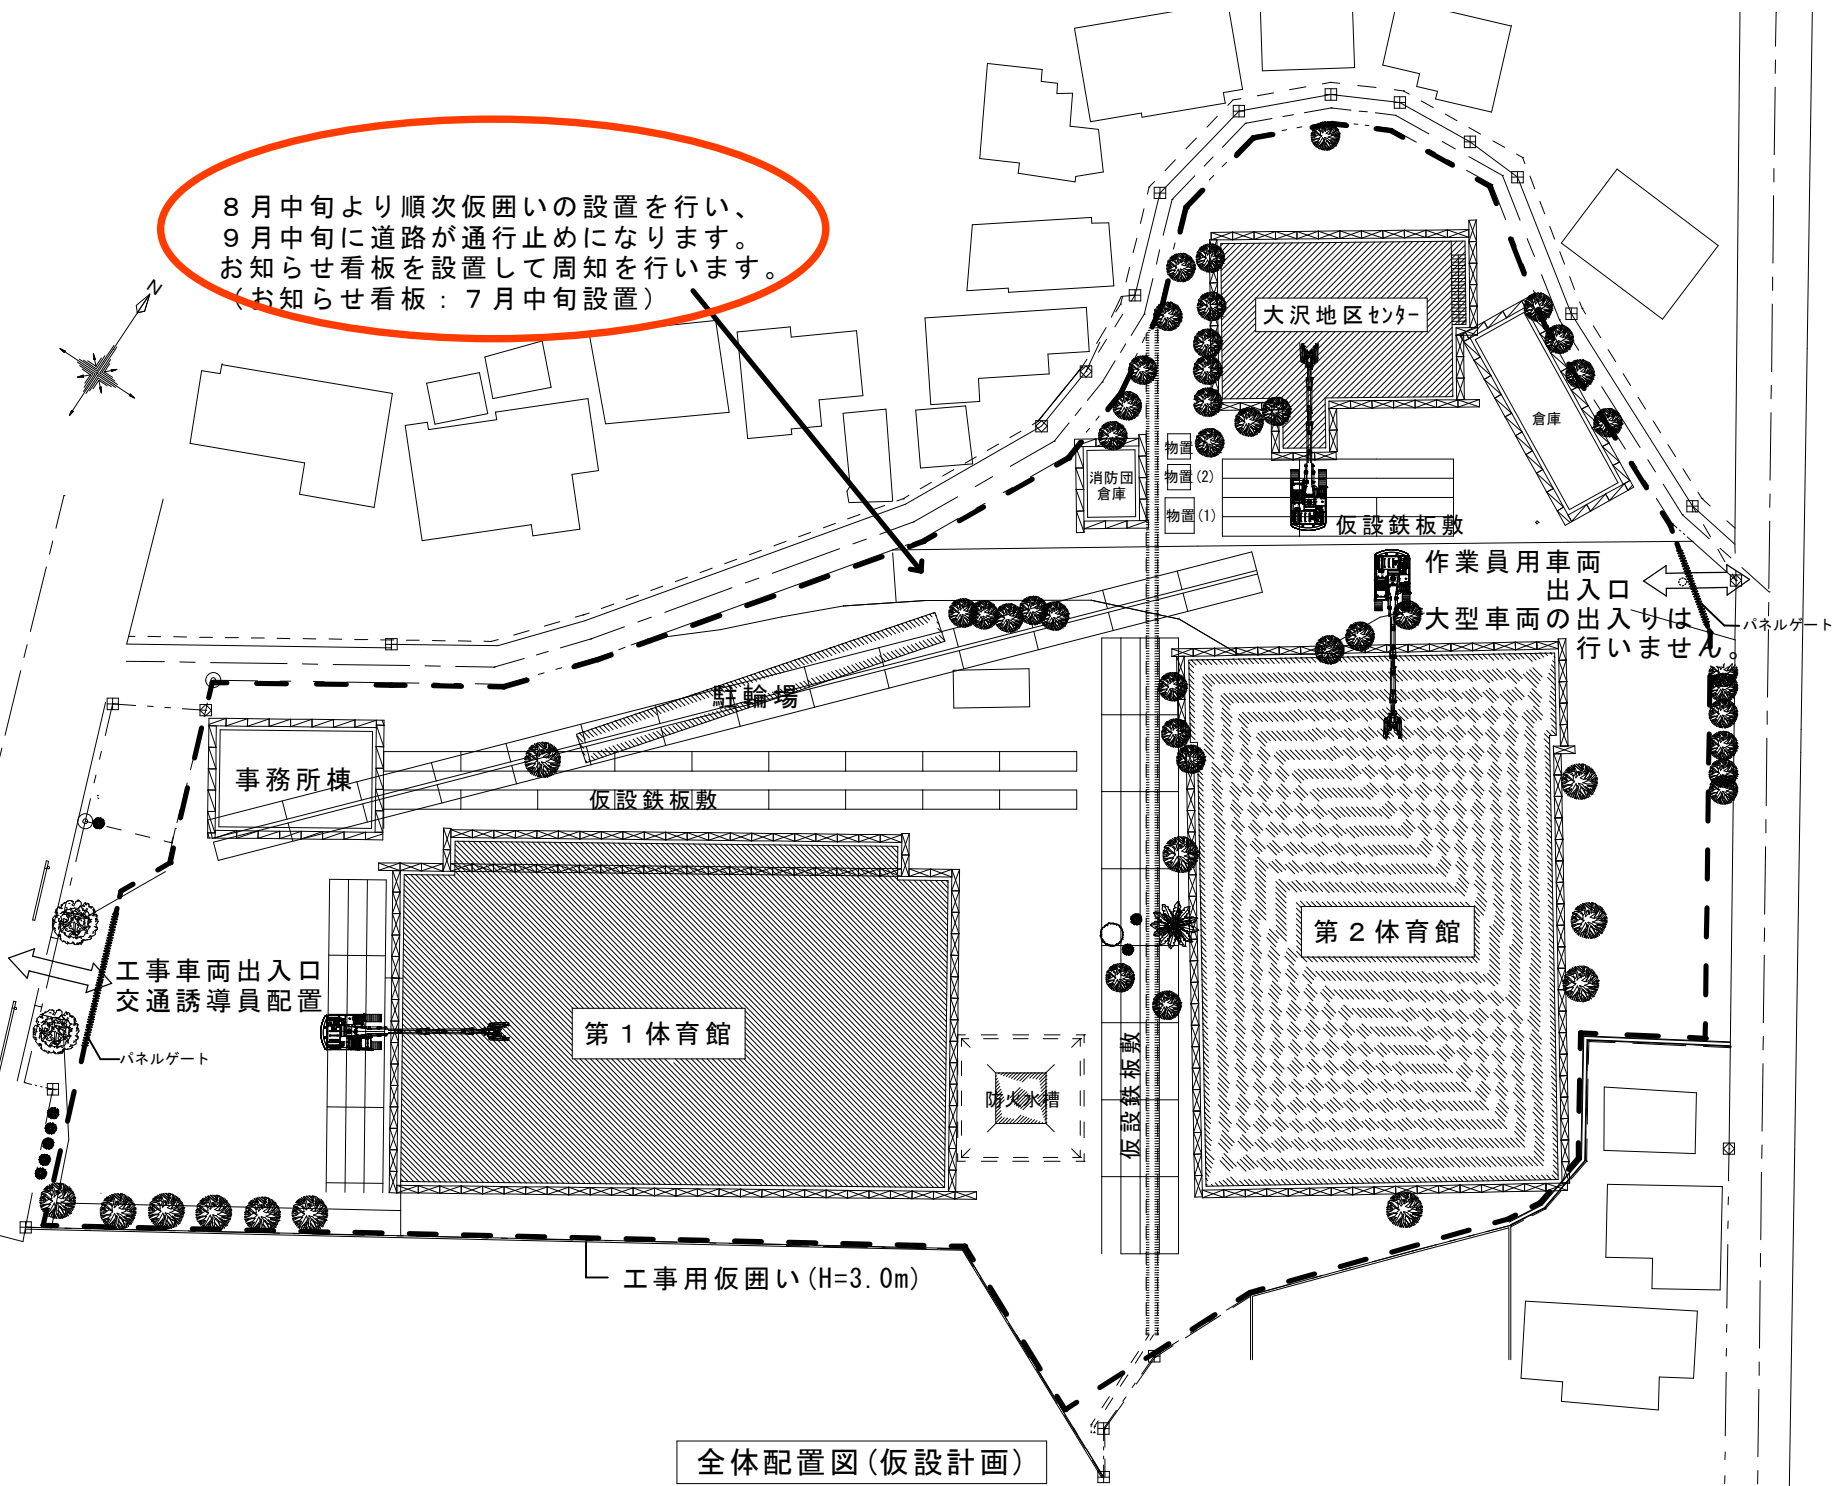 ８月中旬より順次仮囲いの設置を行い、
９月中旬に道路が通行止めになります。
お知らせ看板を設置して周知を行います。
（お知らせ看板：７月中旬設置）
N
大沢地区ｾﾝﾀｰ
倉庫
物置
消防団
倉庫
物置(2)
物置(1)
仮設鉄板敷
作業員用車両
出入口
大型車両の出入りは
行いません。
パネルゲート
駐輪場
事務所棟
仮設鉄板敷
第２体育館
工事車両出入口
交通誘導員配置
第１体育館
パネルゲート
防火水槽
仮設鉄板敷
工事用仮囲い(H=3.0m)
全体配置図(仮設計画)